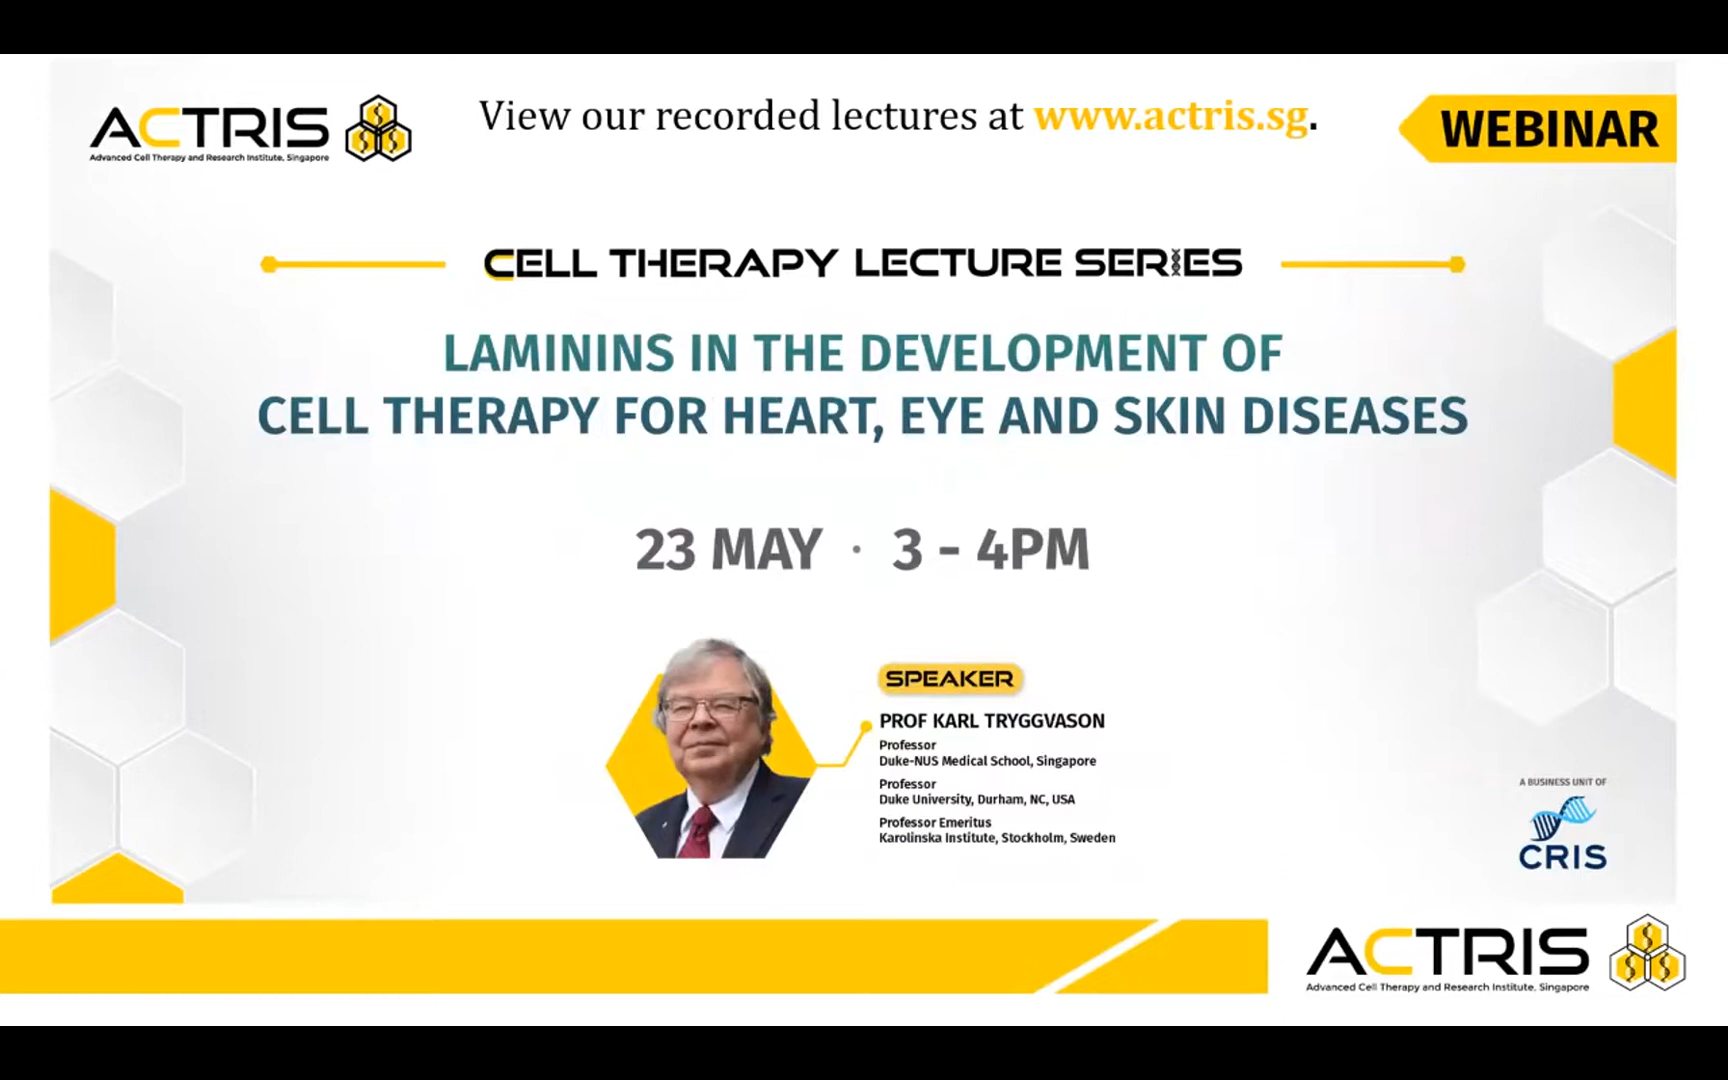 ACTRIS
Advanced Cell Therapy and Research Institute, Singapore
View our recorded lectures at www.actris.sg.
WEBINAR
CELL THERAPY LECTURE SERIES
LAMININS IN THE DEVELOPMENT OF
CELL THERAPY FOR HEART, EYE AND SKIN DISEASES
23 MAY · 3 - 4PM
SPEAKER
PROF KARL TRYGGVASON
Professor
Duke-NUS Medical School, Singapore
Professor
Duke University, Durham, NC, USA
Professor Emeritus
Karolinska Institute, Stockholm, Sweden
A BUSINESS UNIT OF
CRIS
ACTRIS
Advanced Cell Therapy and Research Institute, Singapore